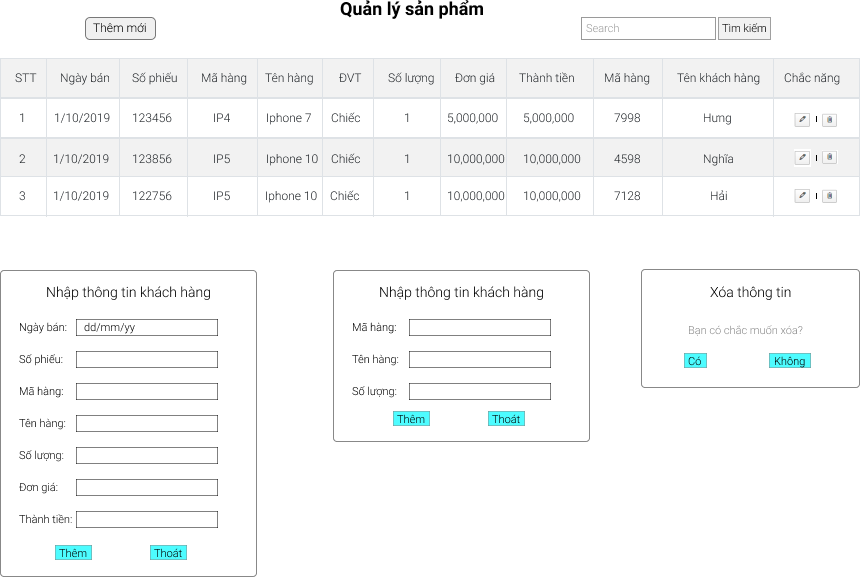 Quản lý sản phẩm
Thêm mới
Search
Tìm kiếm
STT Ngày bán Số phiếu Mã hàng Tên hàng ĐVT Số lượng Đơn giá Thành tiền Mã hàng Tên khách hàng Chắc năng
1 1/10/2019 123456 IP4 Iphone 7 Chiếc 1 5,000,000 5,000,000 7998 Hưng
2 1/10/2019 123856 IP5 Iphone 10 Chiếc 1 10,000,000 10,000,000 4598 Nghĩa
3 1/10/2019 122756 IP5 Iphone 10 Chiếc 1 10,000,000 10,000,000 7128 Hải
Nhập thông tin khách hàng
Ngày bán: dd/mm/yy
Số phiếu:
Mã hàng:
Tên hàng:
Số lượng:
Đơn giá:
Thành tiền:
Thêm Thoát
Nhập thông tin khách hàng
Mã hàng:
Tên hàng:
Số lượng:
Thêm Thoát
Xóa thông tin
Bạn có chắc muốn xóa?
Có Không